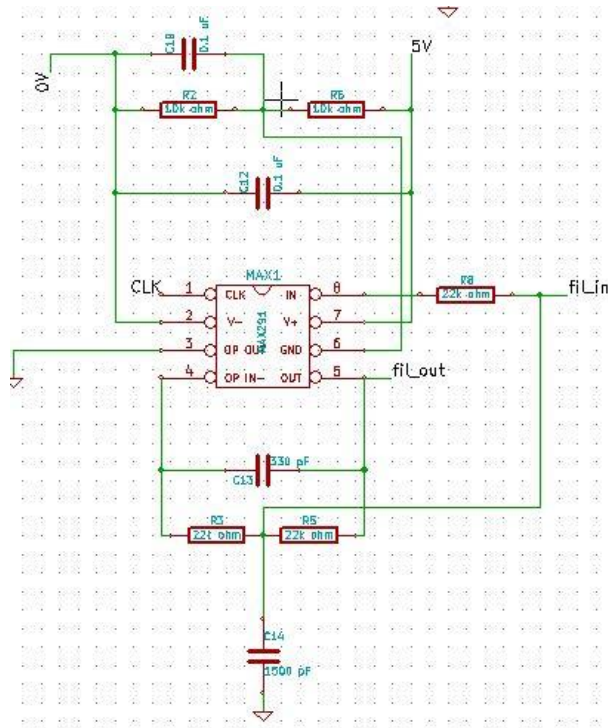 C10
0.1 uF
0V
5V
R2
10k ohm
R6
10k ohm
C12
0.1 uF
MAX1
MAX291
CLK
1
CLK
IN
8
R8
22k ohm
fil_in
2
V-
V+
7
3
OP OUT
GND
6
4
OP IN-
OUT
5
fil_out
330 pF
C13
R3
22k ohm
R5
22k ohm
C14
1500 pF